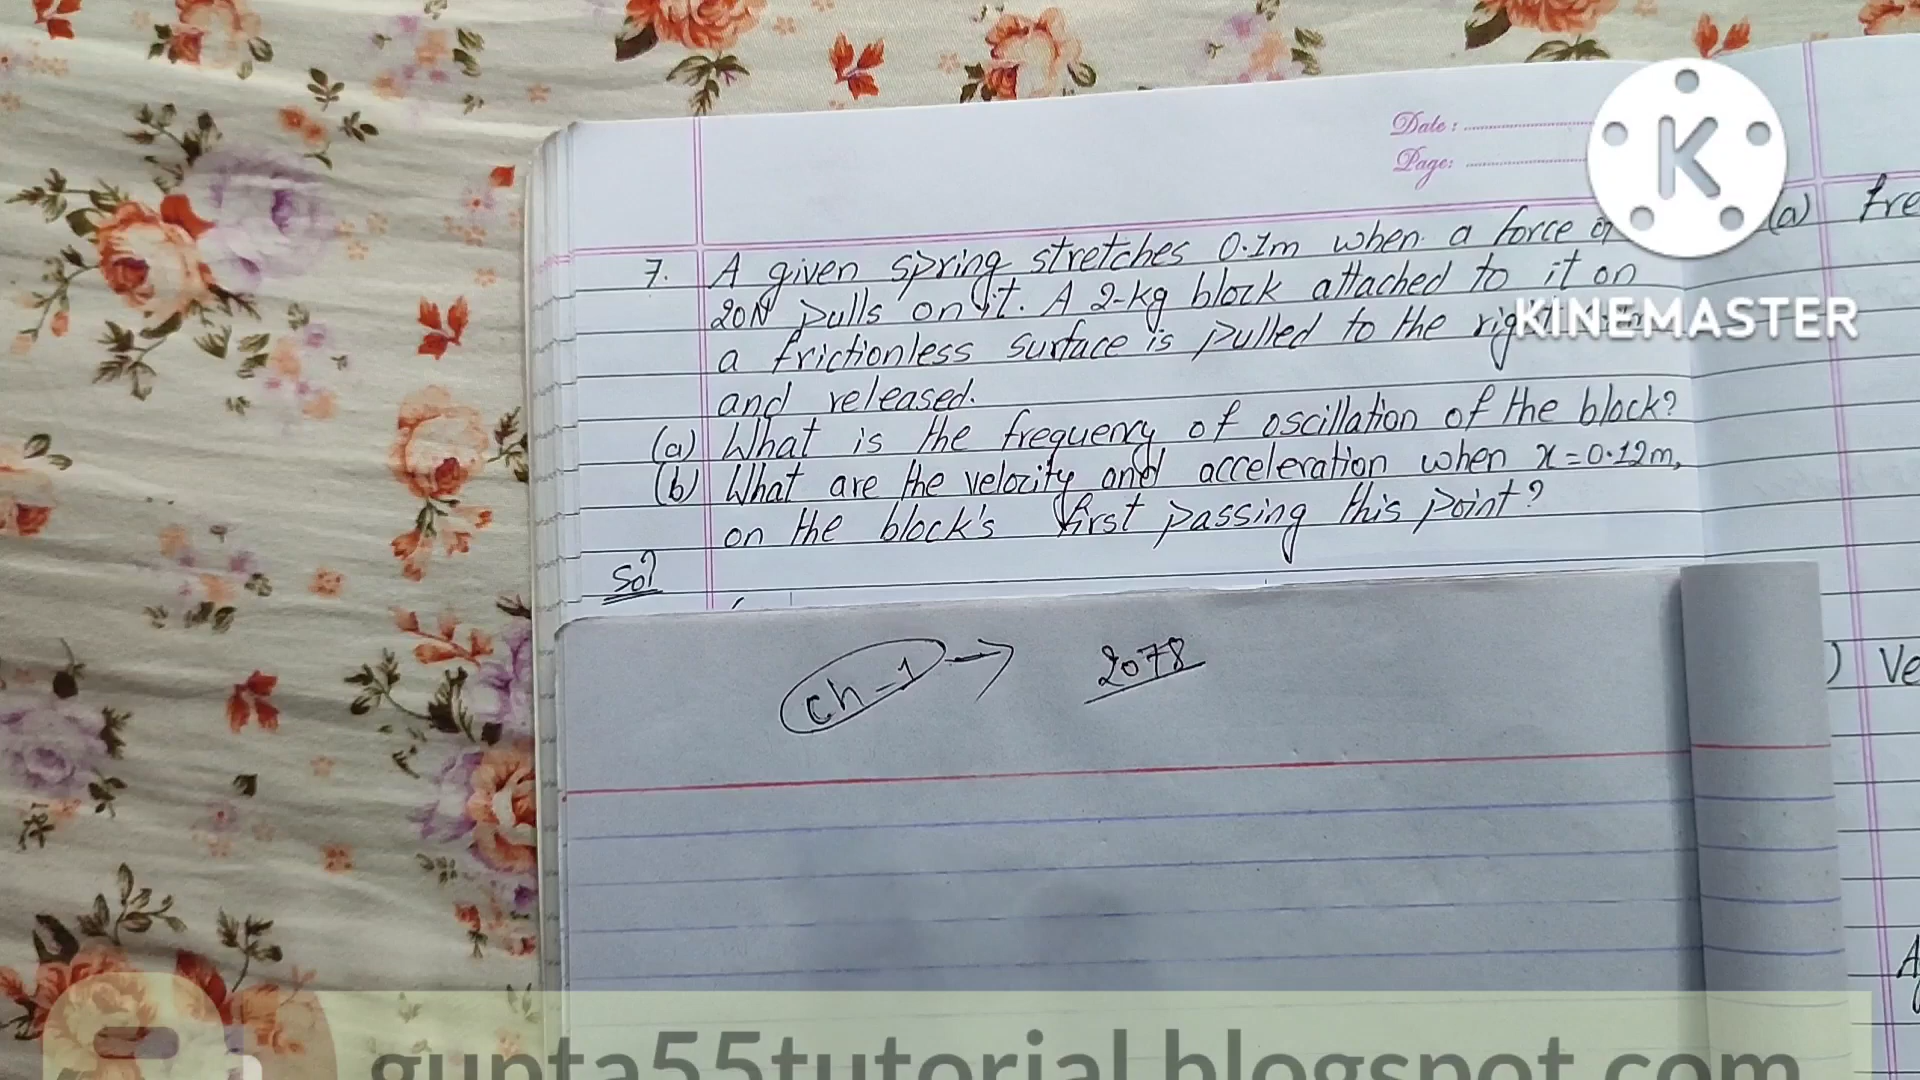 Date:
Page:
KINEMASTER
7. A given spring stretches 0.1m when a force
20N pulls on it. A 2-kg block attached to it on
a frictionless surface is pulled to the
and released.
(a) What is the frequency of oscillation of the block?
(b) What are the velocity and acceleration when x=0.12m,
on the block's first passing this point?
Sol
Ch-1 → 2078
(a) Fre
) Ve
A
gupta55tutorial.blogspot.com